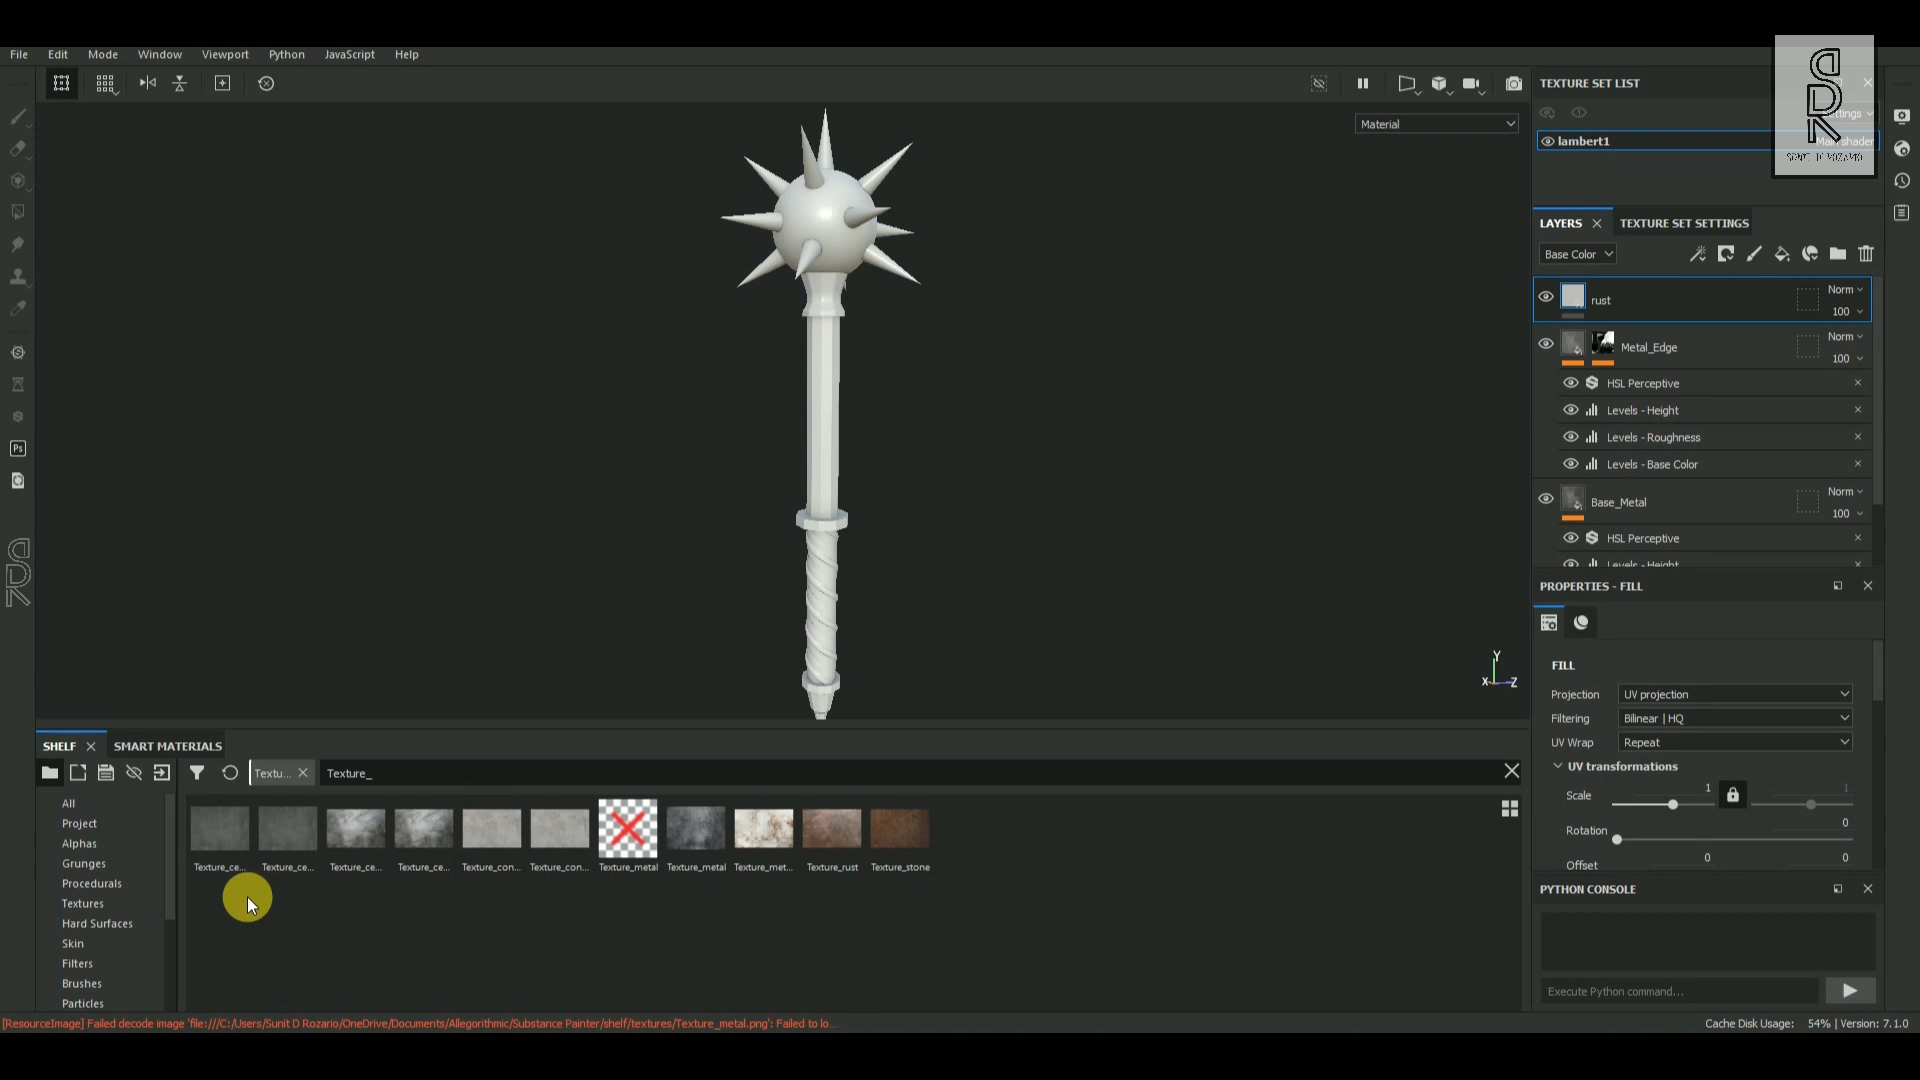 File Edit Mode Window Viewport Python JavaScript Help
TEXTURE SET LIST
Material
lambert1
LAYERS TEXTURE SET SETTINGS
Base Color
rust Norm 100
Metal_Edge Norm 100
HSL Perceptive
Levels - Height
Levels - Roughness
Levels - Base Color
Base_Metal Norm 100
HSL Perceptive
Levels - Height
PROPERTIES - FILL
FILL
Projection UV projection
Filtering Bilinear | HQ
UV Wrap Repeat
UV transformations
Scale 1 1
Rotation 0
Offset 0 0
Y
X Z
SHELF SMART MATERIALS
Textu... Texture_
All
Project
Alphas
Grunges
Procedurals
Textures
Hard Surfaces
Skin
Filters
Brushes
Particles
Texture_ce... Texture_ce... Texture_ce... Texture_ce... Texture_con... Texture_con... Texture_metal Texture_metal Texture_met... Texture_rust Texture_stone
PYTHON CONSOLE
Execute Python command...
[ResourceImage] Failed decode image 'file:///C:/Users/Sunit D Rozario/OneDrive/Documents/Allegorithmic/Substance Painter/shelf/textures/Texture_metal.png': Failed to lo...
Cache Disk Usage: 54% | Version: 7.1.0